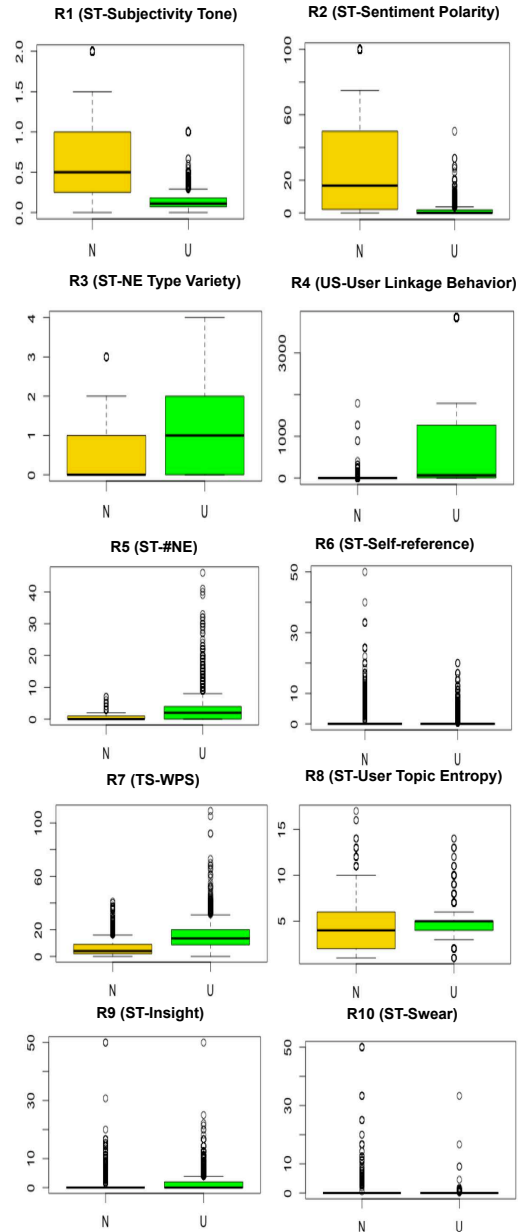 R1 (ST-Subjectivity Tone)
0.0 0.5 1.0 1.5 2.0
N U
R2 (ST-Sentiment Polarity)
0 20 60 100
N U
R3 (ST-NE Type Variety)
0 1 2 3 4
N U
R4 (US-User Linkage Behavior)
0 1000 3000
N U
R5 (ST-#NE)
0 10 20 30 40
N U
R6 (ST-Self-reference)
0 10 30 50
N U
R7 (TS-WPS)
0 20 60 100
N U
R8 (ST-User Topic Entropy)
5 10 15
N U
R9 (ST-Insight)
0 10 30 50
N U
R10 (ST-Swear)
0 10 30 50
N U